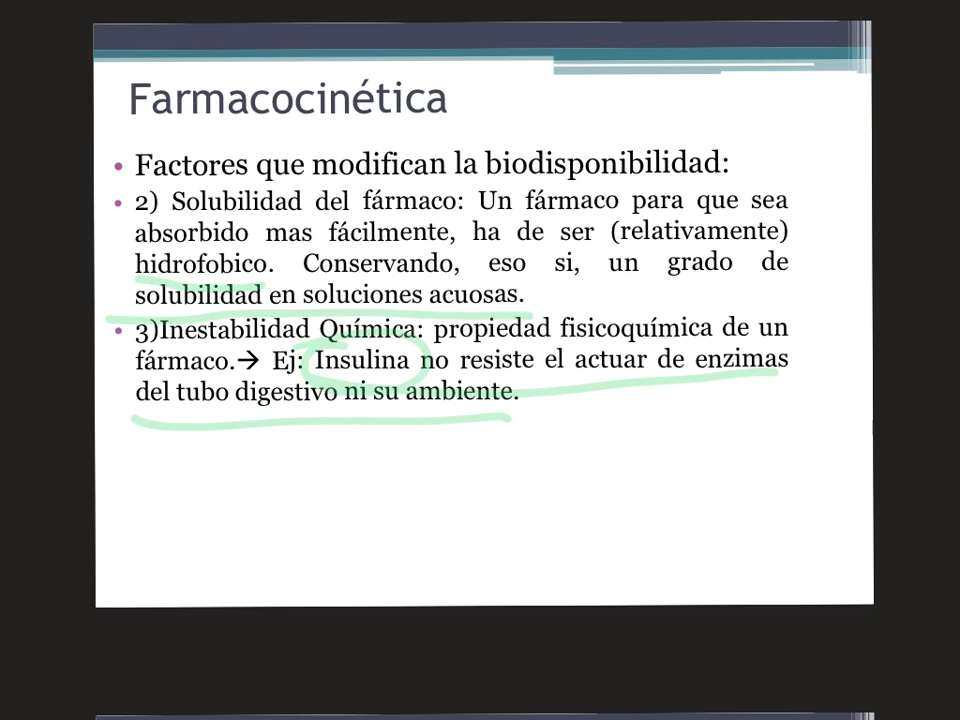 Farmacocinética
• Factores que modifican la biodisponibilidad:
• 2) Solubilidad del fármaco: Un fármaco para que sea
absorbido mas fácilmente, ha de ser (relativamente)
hidrofobico. Conservando, eso si, un grado de
solubilidad en soluciones acuosas.
• 3)Inestabilidad Química: propiedad fisicoquímica de un
fármaco.→ Ej: Insulina no resiste el actuar de enzimas
del tubo digestivo ni su ambiente.